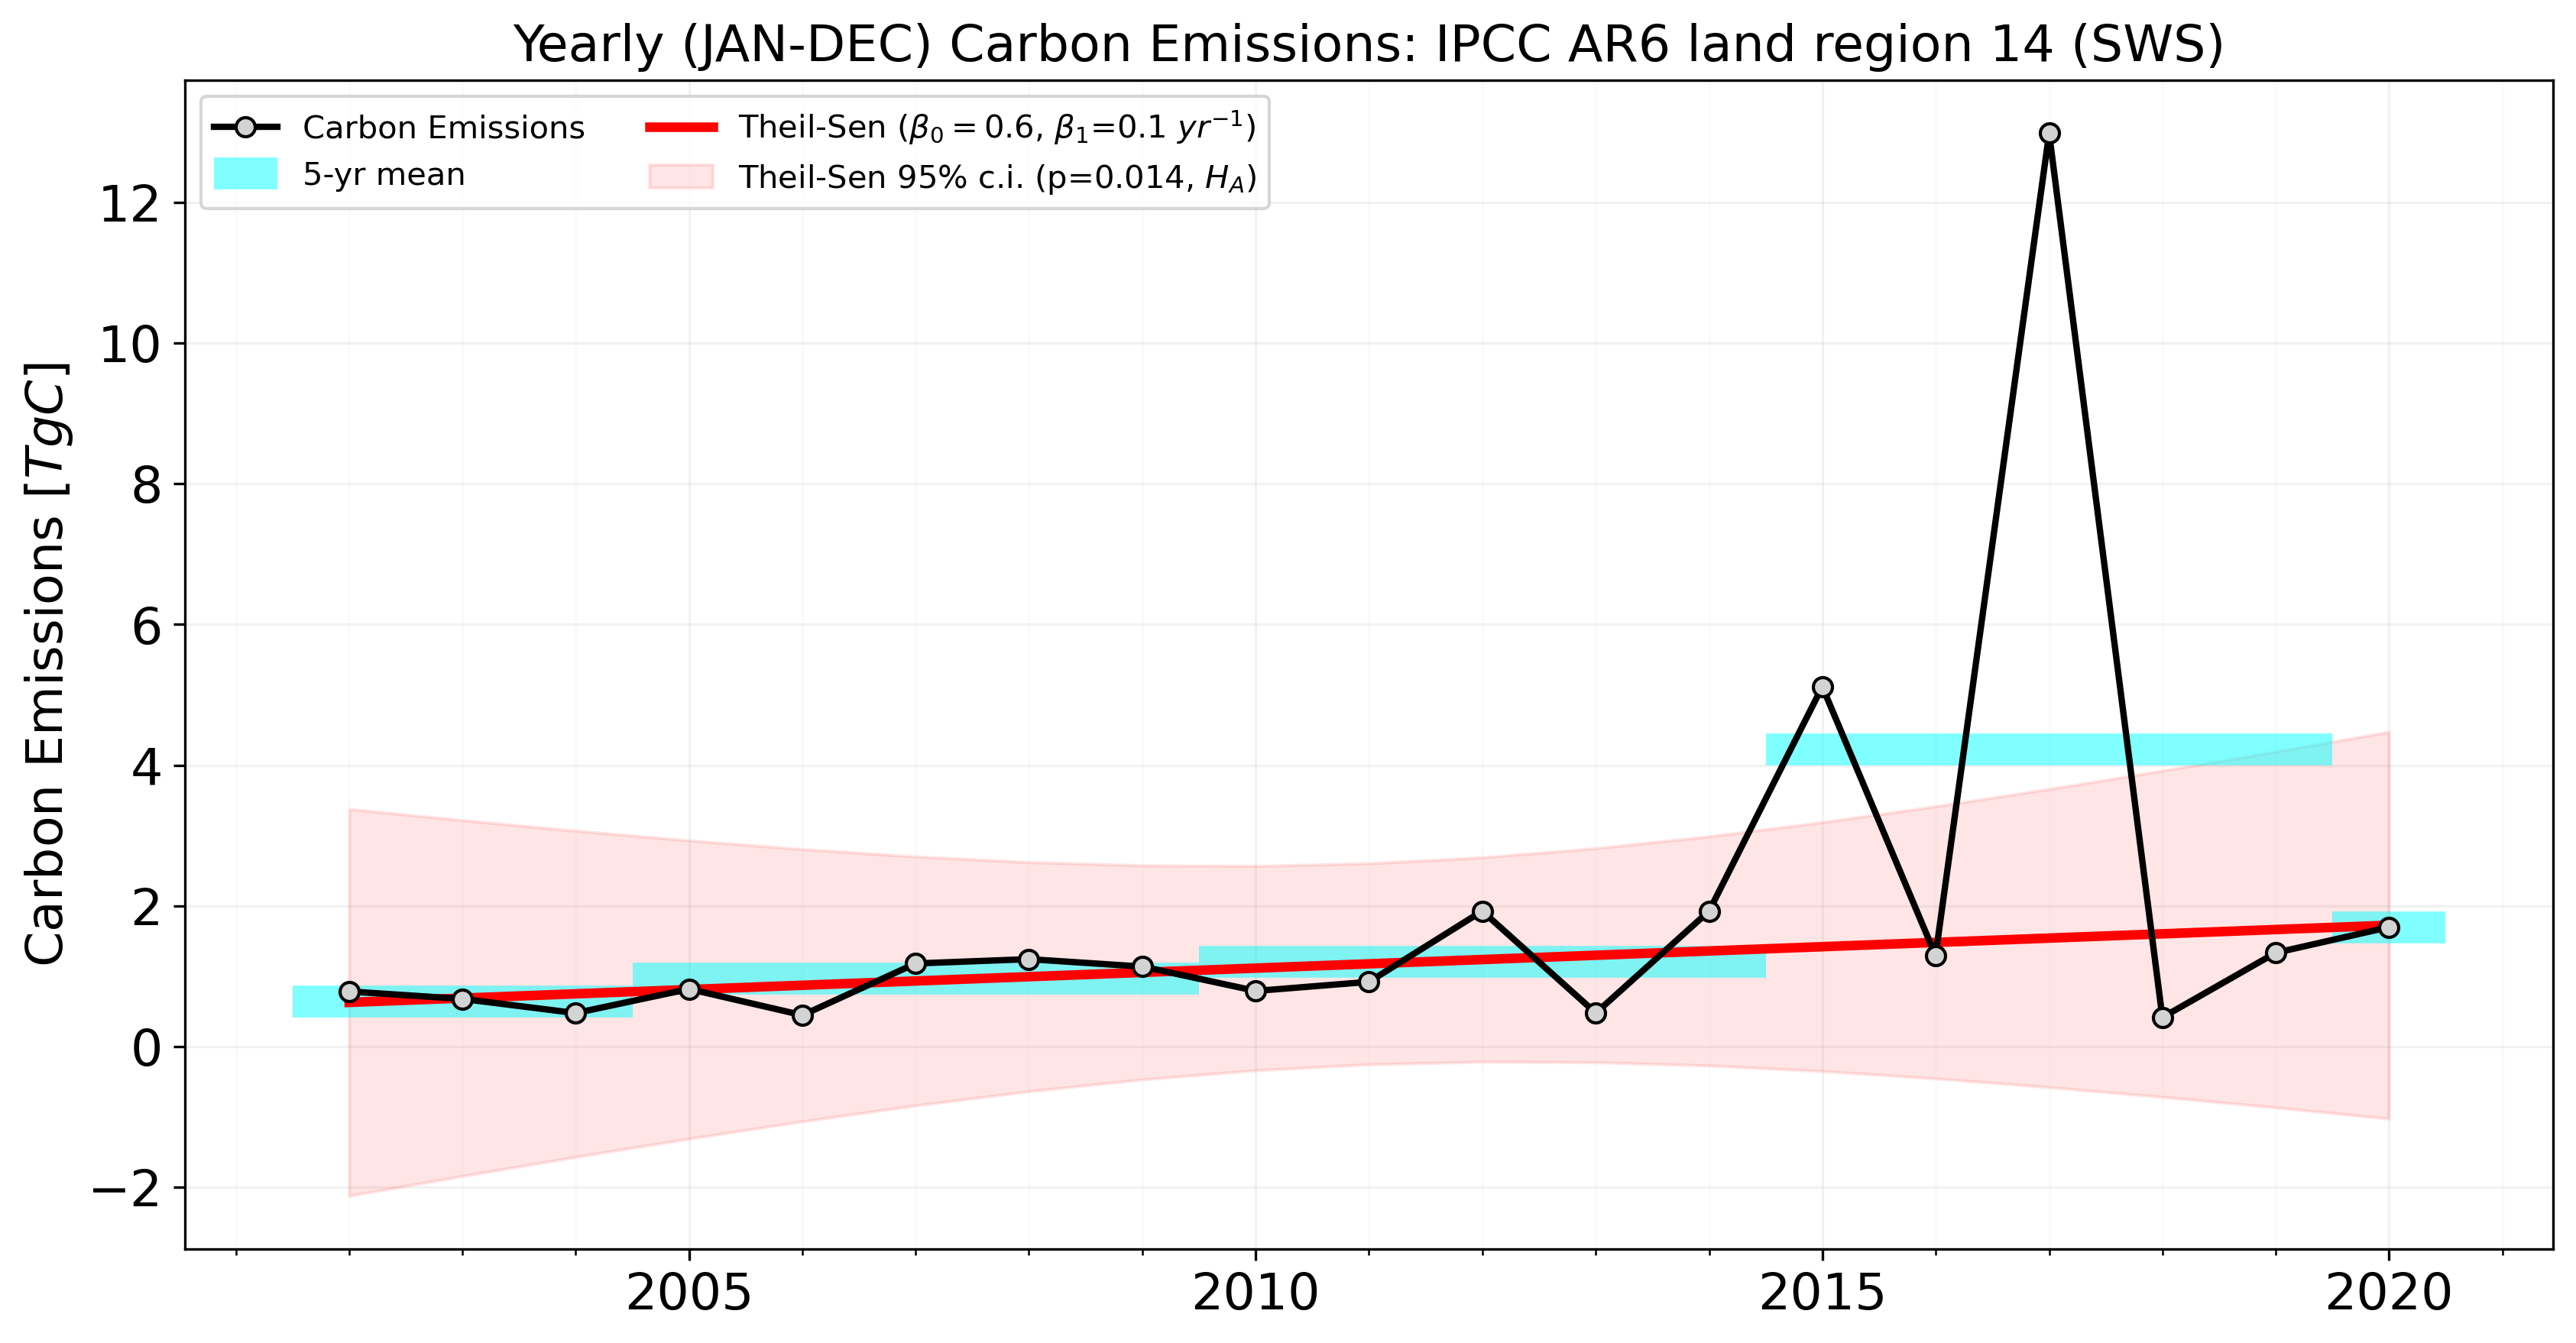 Yearly (JAN-DEC) Carbon Emissions: IPCC AR6 land region 14 (SWS)
Carbon Emissions
5-yr mean
Theil-Sen (β₀ = 0.6, β₁=0.1 yr⁻¹)
Theil-Sen 95% c.i. (p=0.014, H_A)
Carbon Emissions [TgC]
12
10
8
6
4
2
0
−2
2005 2010 2015 2020